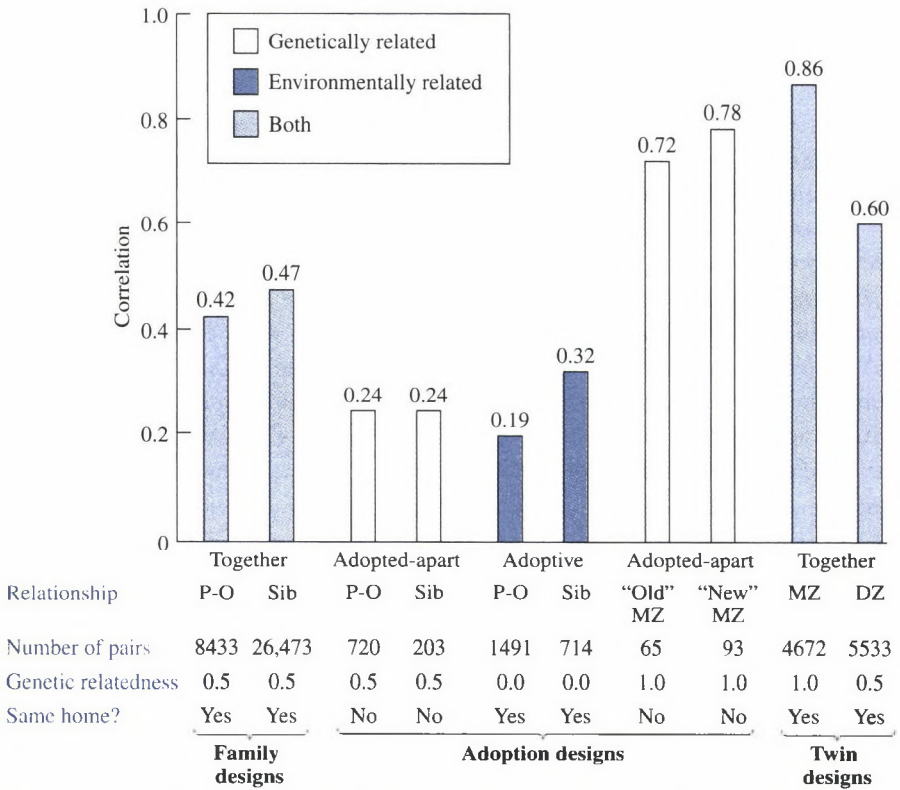 1.0
Genetically related
Environmentally related
Both
0.86
0.8
0.78
0.72
0.6
0.60
Correlation
0.47
0.42
0.4
0.32
0.24 0.24
0.19
0.2
0
Together Adopted-apart Adoptive Adopted-apart Together
Relationship P-O Sib P-O Sib P-O Sib “Old” MZ “New” MZ MZ DZ
Number of pairs 8433 26,473 720 203 1491 714 65 93 4672 5533
Genetic relatedness 0.5 0.5 0.5 0.5 0.0 0.0 1.0 1.0 1.0 0.5
Same home? Yes Yes No No Yes Yes No No Yes Yes
Family designs
Adoption designs
Twin designs